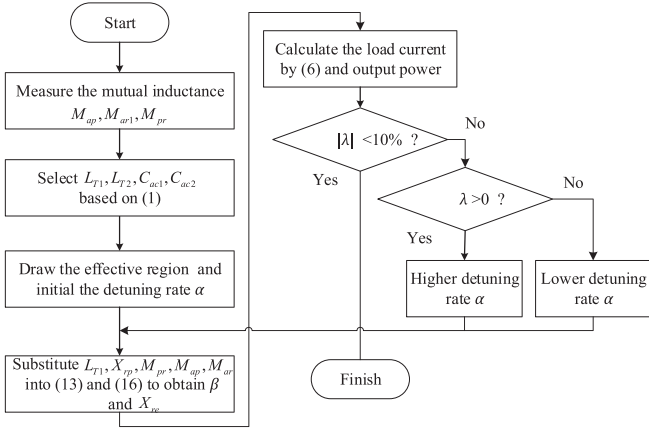 Start
Measure the mutual inductance
M_ap, M_ar1, M_pr
Select L_T1, L_T2, C_ac1, C_ac2
based on (1)
Draw the effective region and
initial the detuning rate α
Substitute L_T1, X_rp, M_pr, M_ap, M_ar
into (13) and (16) to obtain β
and X_re
Calculate the load current
by (6) and output power
|λ| <10% ?
No
Yes
λ>0 ?
No
Yes
Higher detuning
rate α
Lower detuning
rate α
Finish